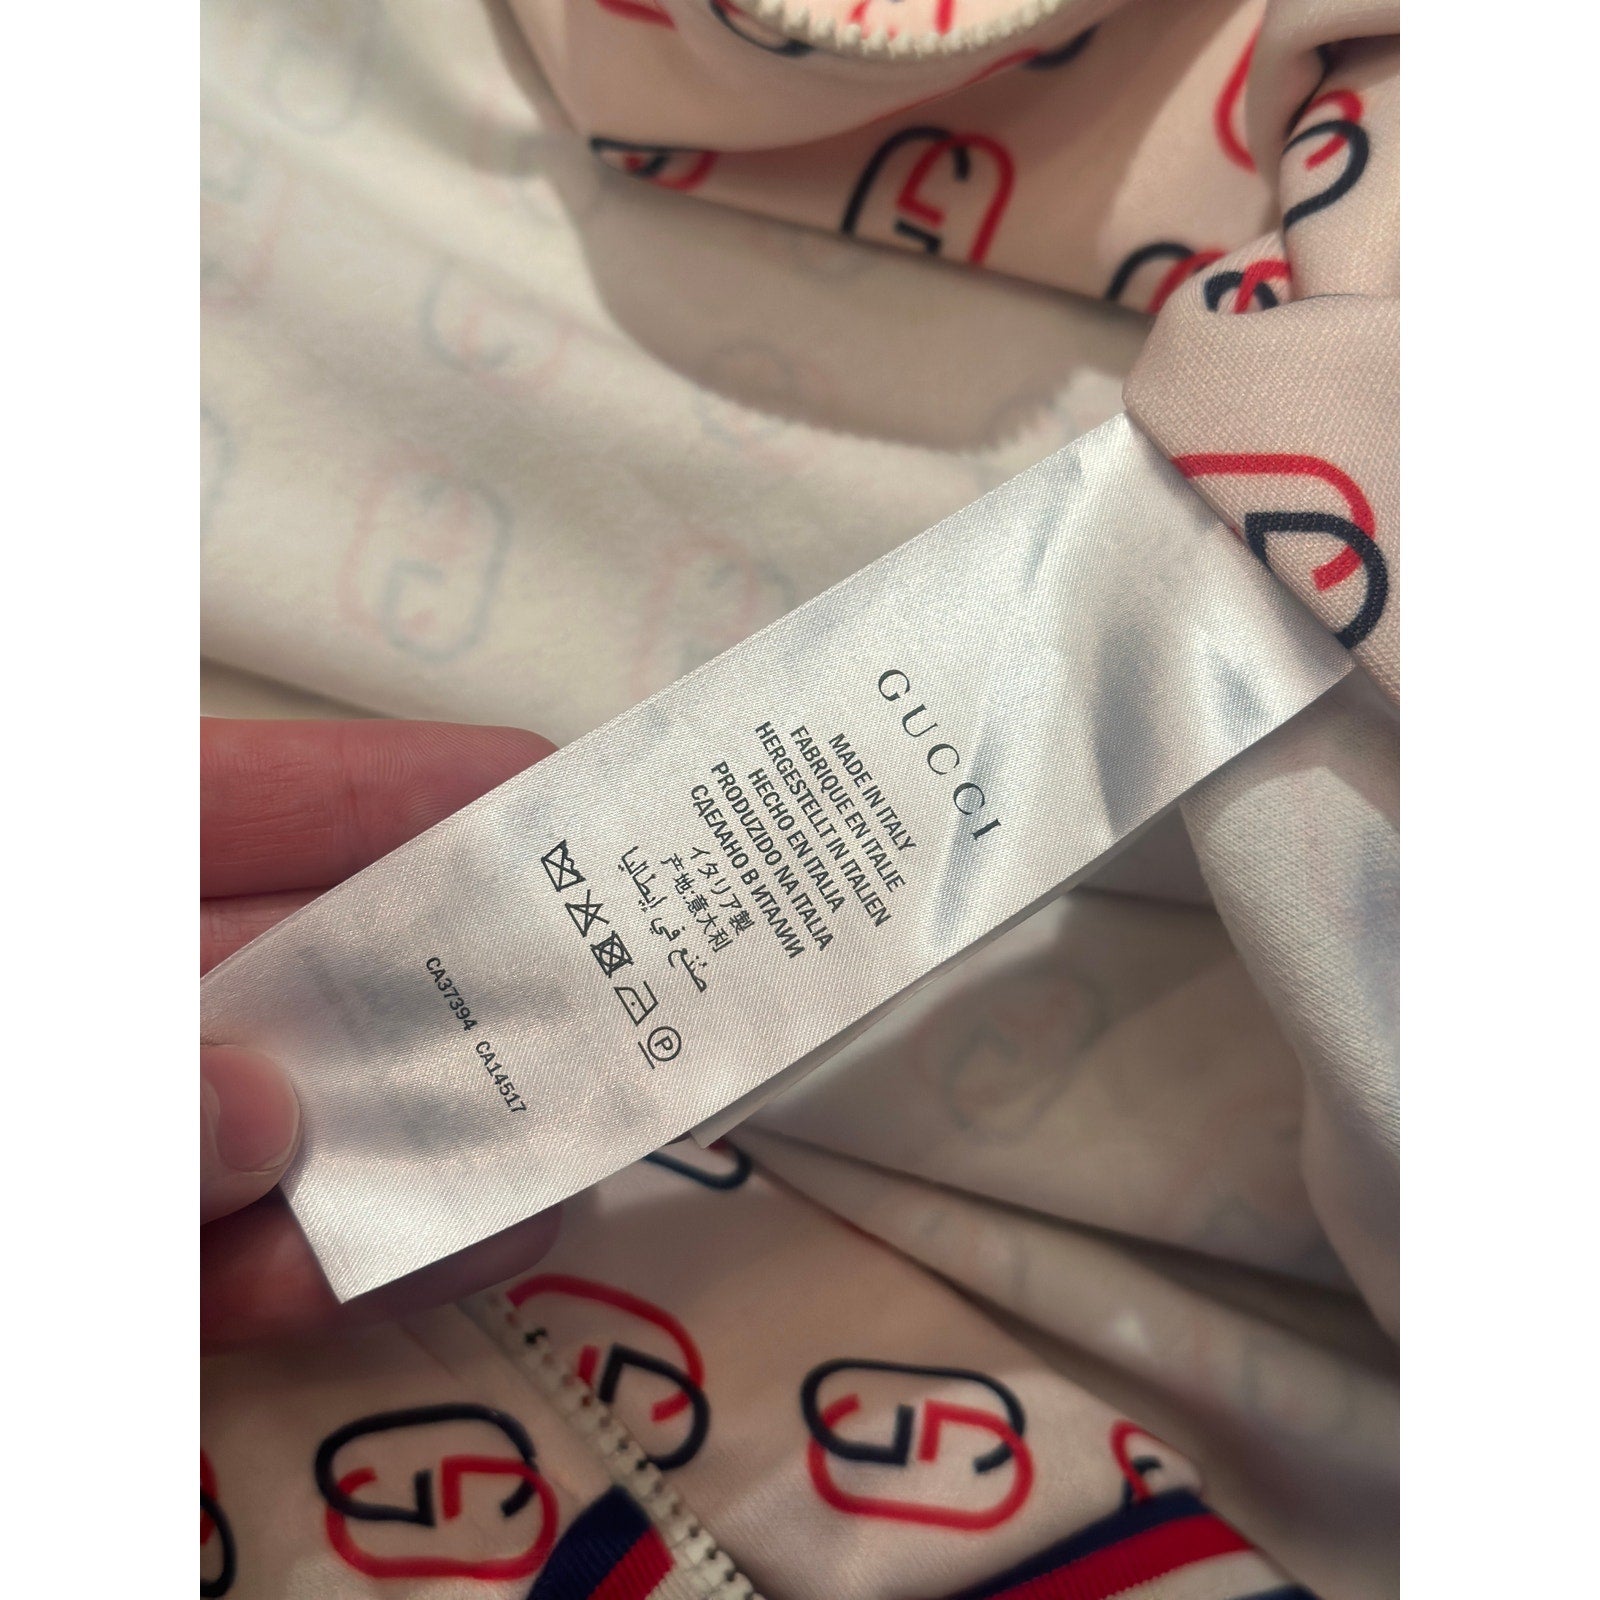 GUCCI
MADE IN ITALY
FABRIQUE EN ITALIE
HERGESTELLT IN ITALIEN
HECHO EN ITALIA
PRODUZIDO NA ITALIA
СДЕЛАНО В ИТАЛИИ
イタリア製
产地:意大利
صنع في إيطاليا
P
CA37394 CA14517